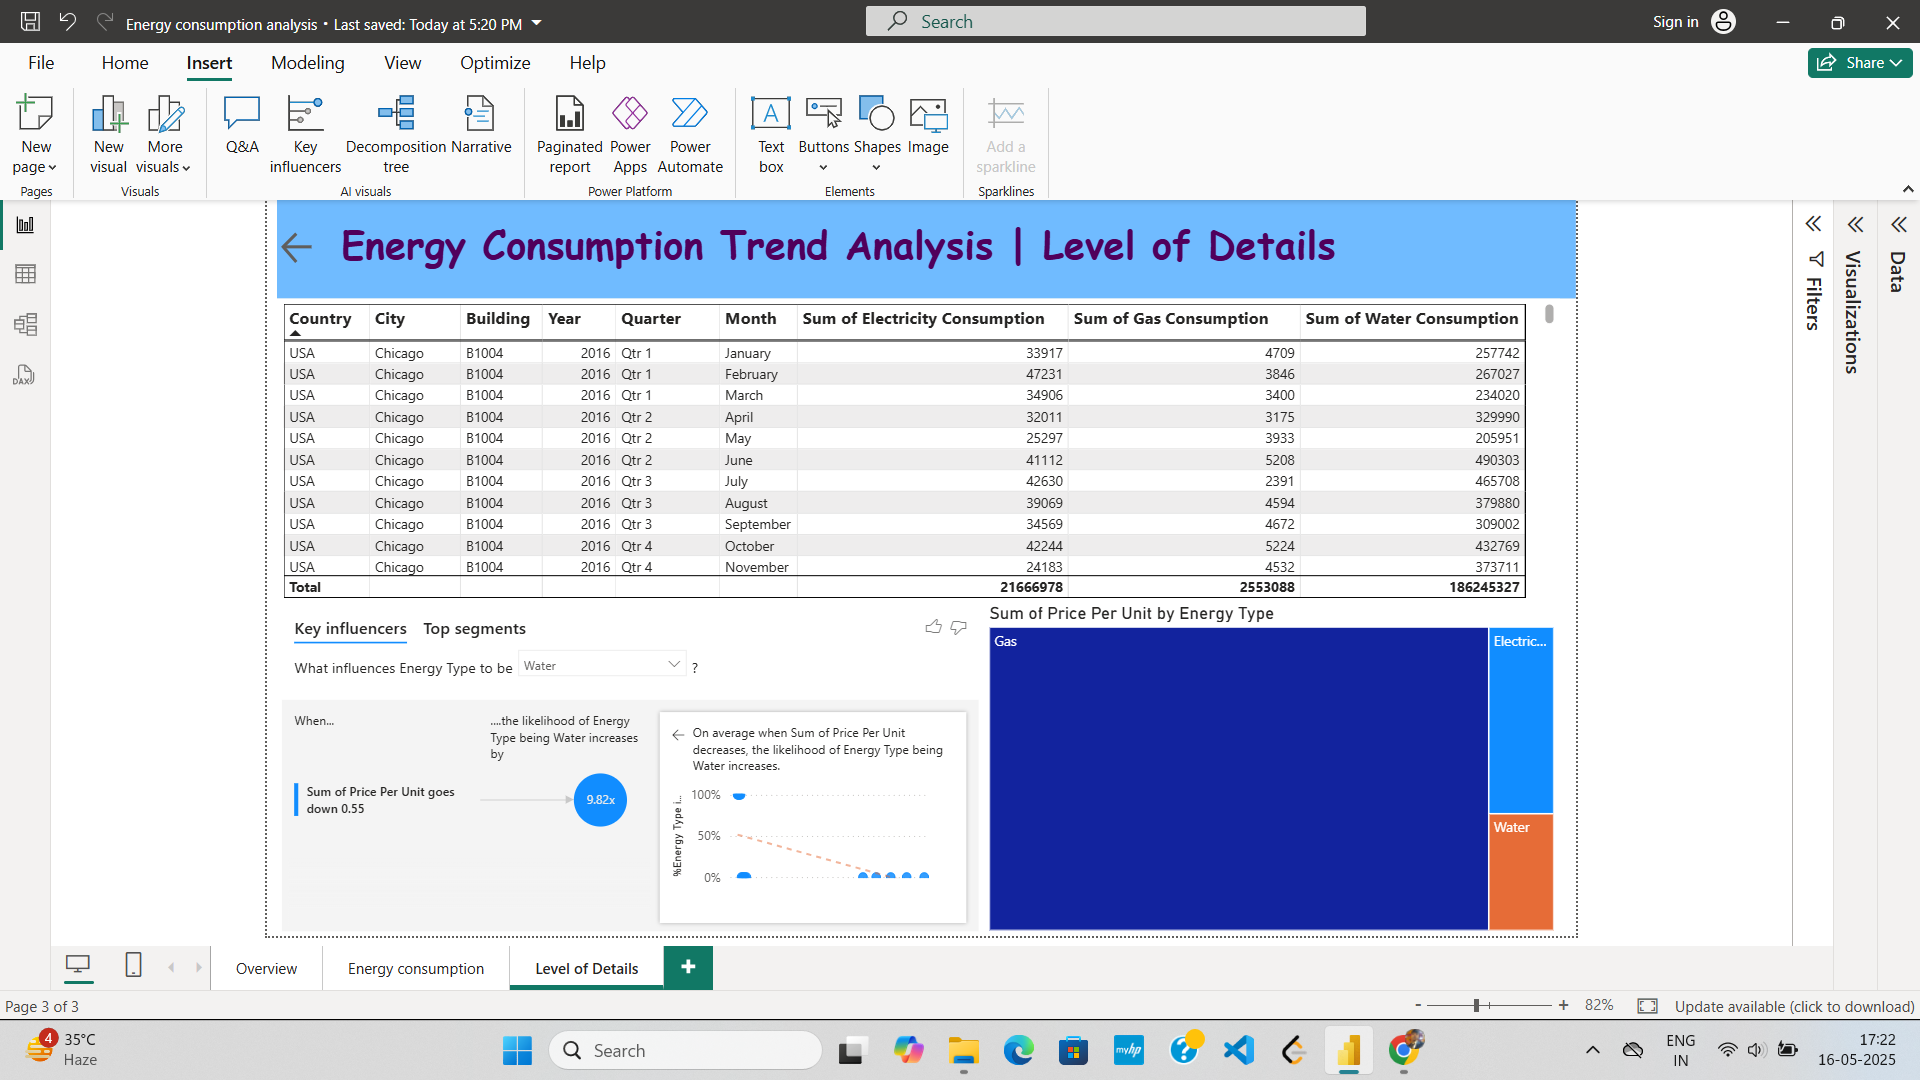 Energy consumption analysis • Last saved: Today at 5:20 PM
Search
Sign in
File Home Insert Modeling View Optimize Help
Share
New page
New visual
More visuals
Q&A
Key influencers
Decomposition tree
Narrative
Paginated report
Power Apps
Power Automate
Text box
Buttons
Shapes
Image
Add a sparkline
Pages
Visuals
AI visuals
Power Platform
Elements
Sparklines
DAX
Energy Consumption Trend Analysis | Level of Details
Country City Building Year Quarter Month Sum of Electricity Consumption Sum of Gas Consumption Sum of Water Consumption
USA Chicago B1004 2016 Qtr 1 January 33917 4709 257742
USA Chicago B1004 2016 Qtr 1 February 47231 3846 267027
USA Chicago B1004 2016 Qtr 1 March 34906 3400 234020
USA Chicago B1004 2016 Qtr 2 April 32011 3175 329990
USA Chicago B1004 2016 Qtr 2 May 25297 3933 205951
USA Chicago B1004 2016 Qtr 2 June 41112 5208 490303
USA Chicago B1004 2016 Qtr 3 July 42630 2391 465708
USA Chicago B1004 2016 Qtr 3 August 39069 4594 379880
USA Chicago B1004 2016 Qtr 3 September 34569 4672 309002
USA Chicago B1004 2016 Qtr 4 October 42244 5224 432769
USA Chicago B1004 2016 Qtr 4 November 24183 4532 373711
Total 21666978 2553088 186245327
Key influencers Top segments
What influences Energy Type to be Water ?
When...
....the likelihood of Energy
Type being Water increases
by
Sum of Price Per Unit goes
down 0.55
9.82x
On average when Sum of Price Per Unit
decreases, the likelihood of Energy Type being
Water increases.
%Energy Type i...
100%
50%
0%
Sum of Price Per Unit by Energy Type
Gas
Electric...
Water
Filters
Visualizations
Data
Overview Energy consumption Level of Details +
Page 3 of 3
- + 82%
Update available (click to download)
4
35°C
Haze
Search
myhp
ENG
IN
17:22
16-05-2025